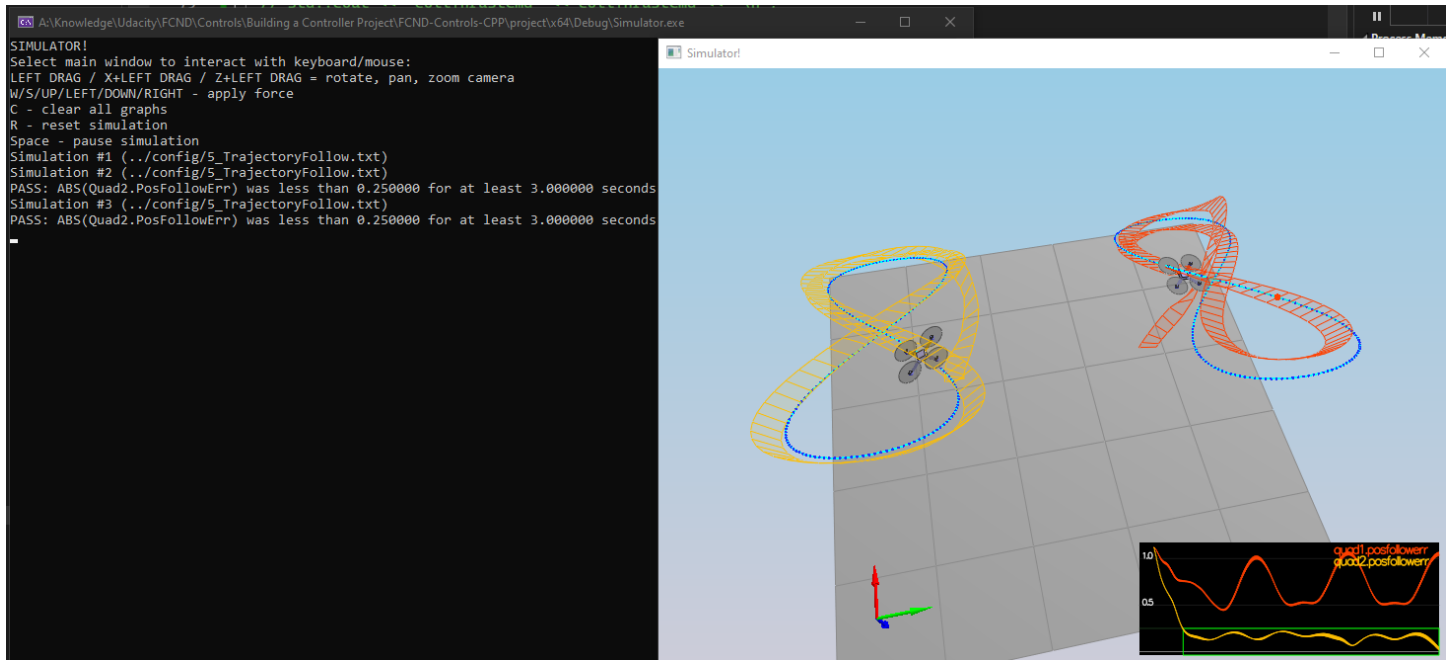 A:\Knowledge\Udacity\FCND\Controls\Building a Controller Project\FCND-Controls-CPP\project\x64\Debug\Simulator.exe
SIMULATOR!
Select main window to interact with keyboard/mouse:
LEFT DRAG / X+LEFT DRAG / Z+LEFT DRAG = rotate, pan, zoom camera
W/S/UP/LEFT/DOWN/RIGHT - apply force
C - clear all graphs
R - reset simulation
Space - pause simulation
Simulation #1 (../config/5_TrajectoryFollow.txt)
Simulation #2 (../config/5_TrajectoryFollow.txt)
PASS: ABS(Quad2.PosFollowErr) was less than 0.250000 for at least 3.000000 seconds
Simulation #3 (../config/5_TrajectoryFollow.txt)
PASS: ABS(Quad2.PosFollowErr) was less than 0.250000 for at least 3.000000 seconds
Simulator!
quad1.posfollowerr
quad2.posfollowerr
1.0
0.5